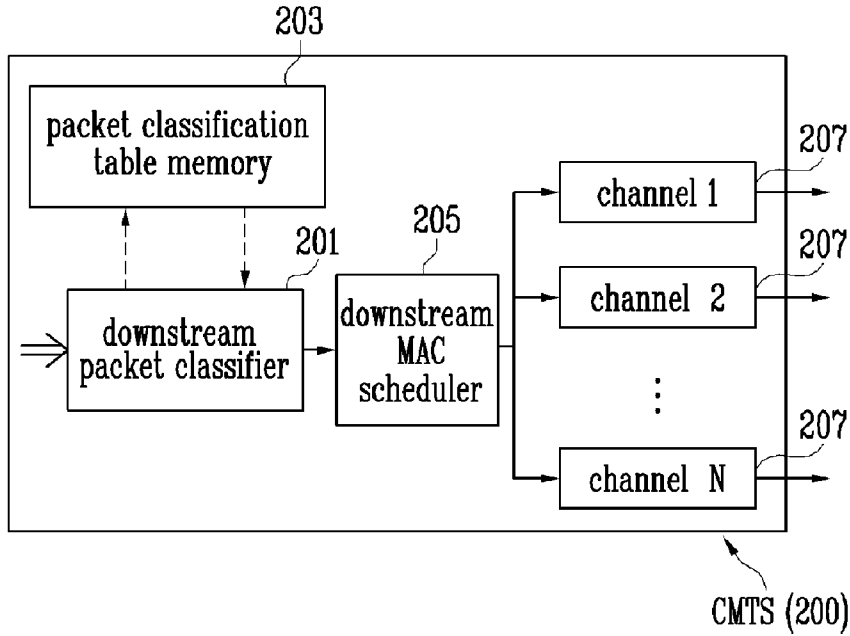 203
packet classification
table memory
201
downstream
packet classifier
205
downstream
MAC
scheduler
207
channel 1
207
channel 2
⋮
207
channel N
CMTS (200)